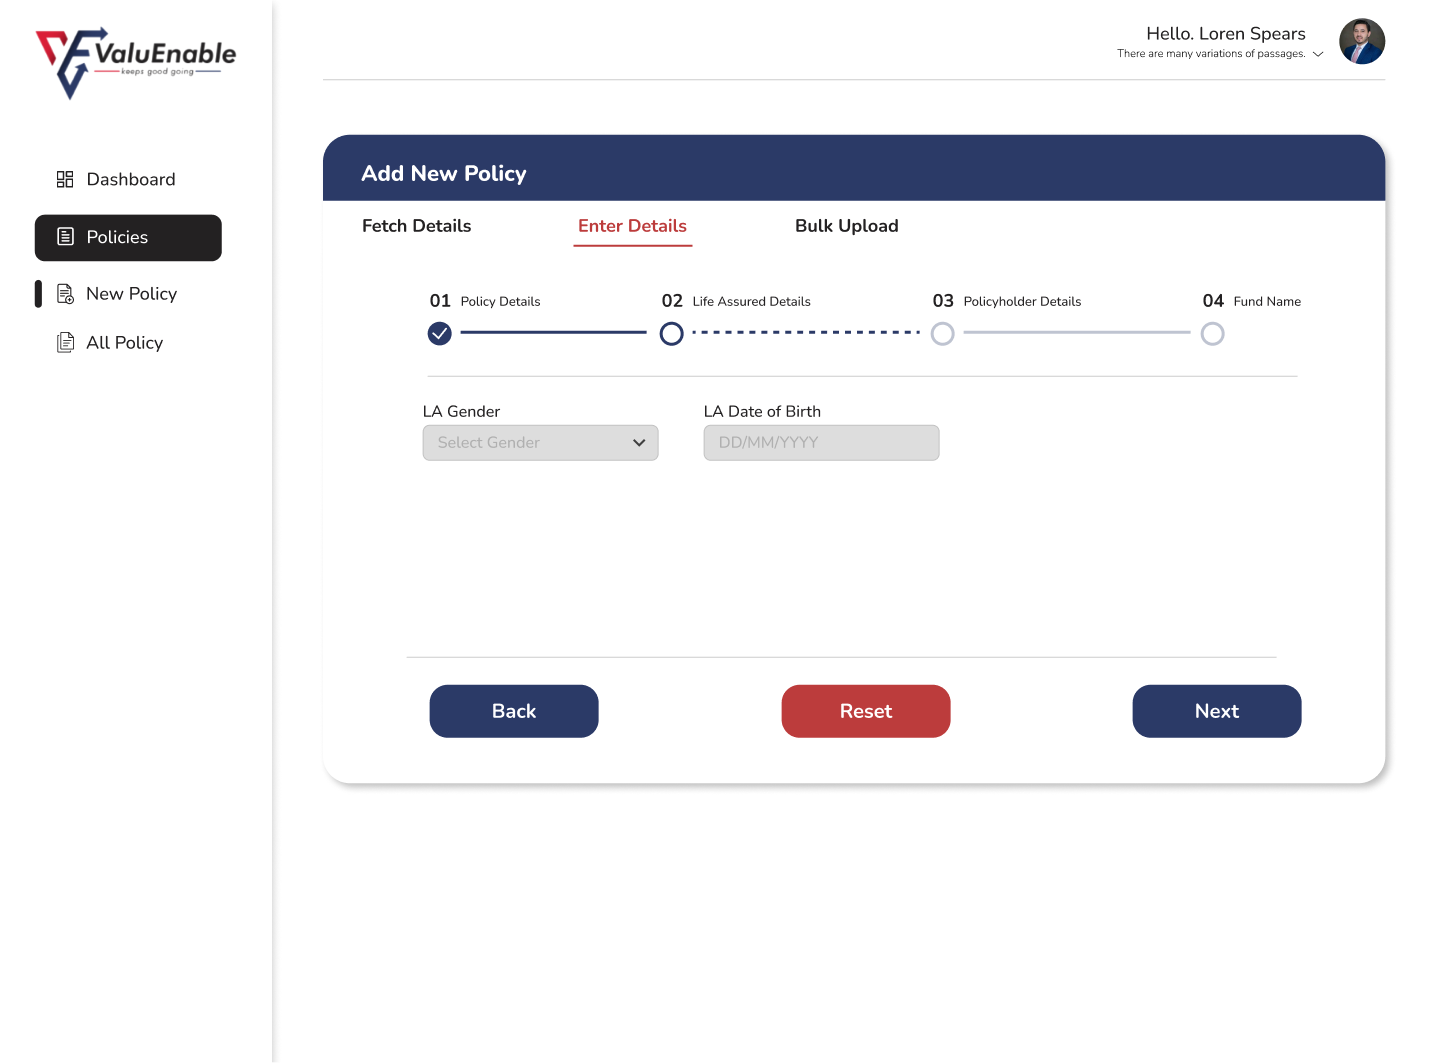 ValuEnable
keeps good going
Hello. Loren Spears
There are many variations of passages.
Dashboard
Policies
New Policy
All Policy
Add New Policy
Fetch Details
Enter Details
Bulk Upload
01 Policy Details
02 Life Assured Details
03 Policyholder Details
04 Fund Name
LA Gender
Select Gender
LA Date of Birth
DD/MM/YYYY
Back
Reset
Next